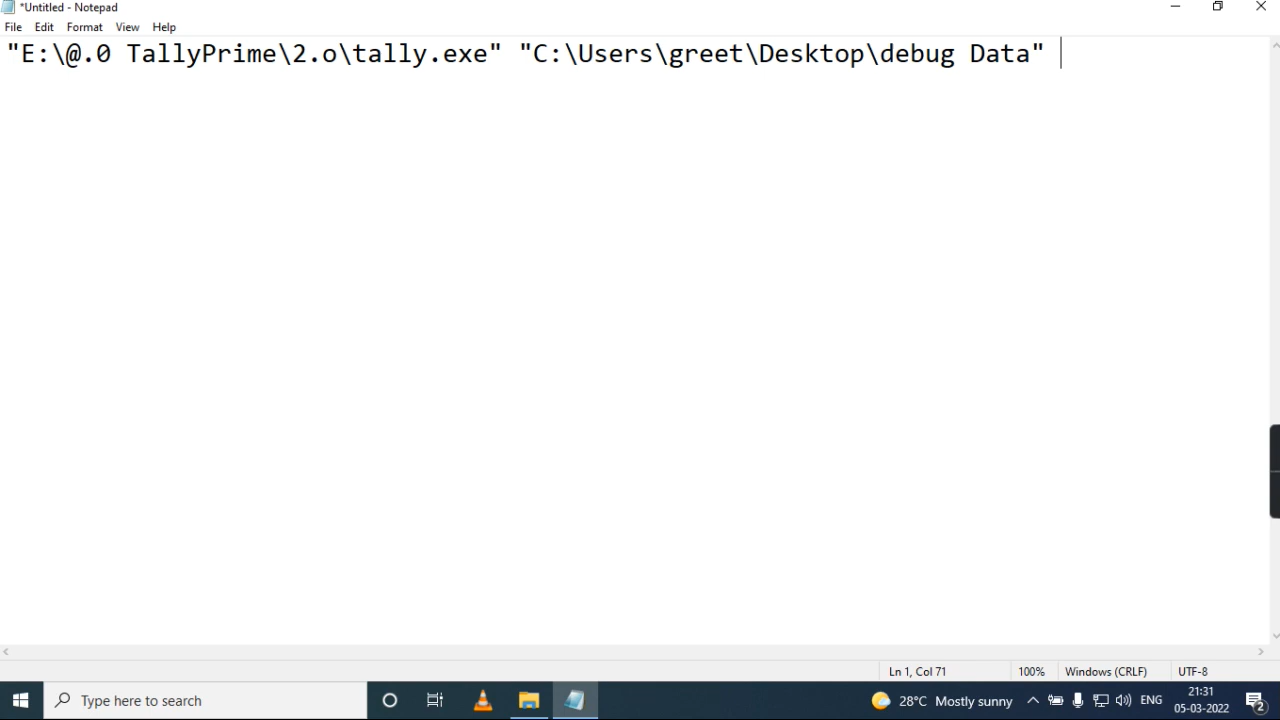 *Untitled - Notepad
File Edit Format View Help
"E:\@.0 TallyPrime\2.o\tally.exe" "C:\Users\greet\Desktop\debug Data"
Ln 1, Col 71 100% Windows (CRLF) UTF-8
Type here to search 28°C Mostly sunny ENG 21:31
05-03-2022 2